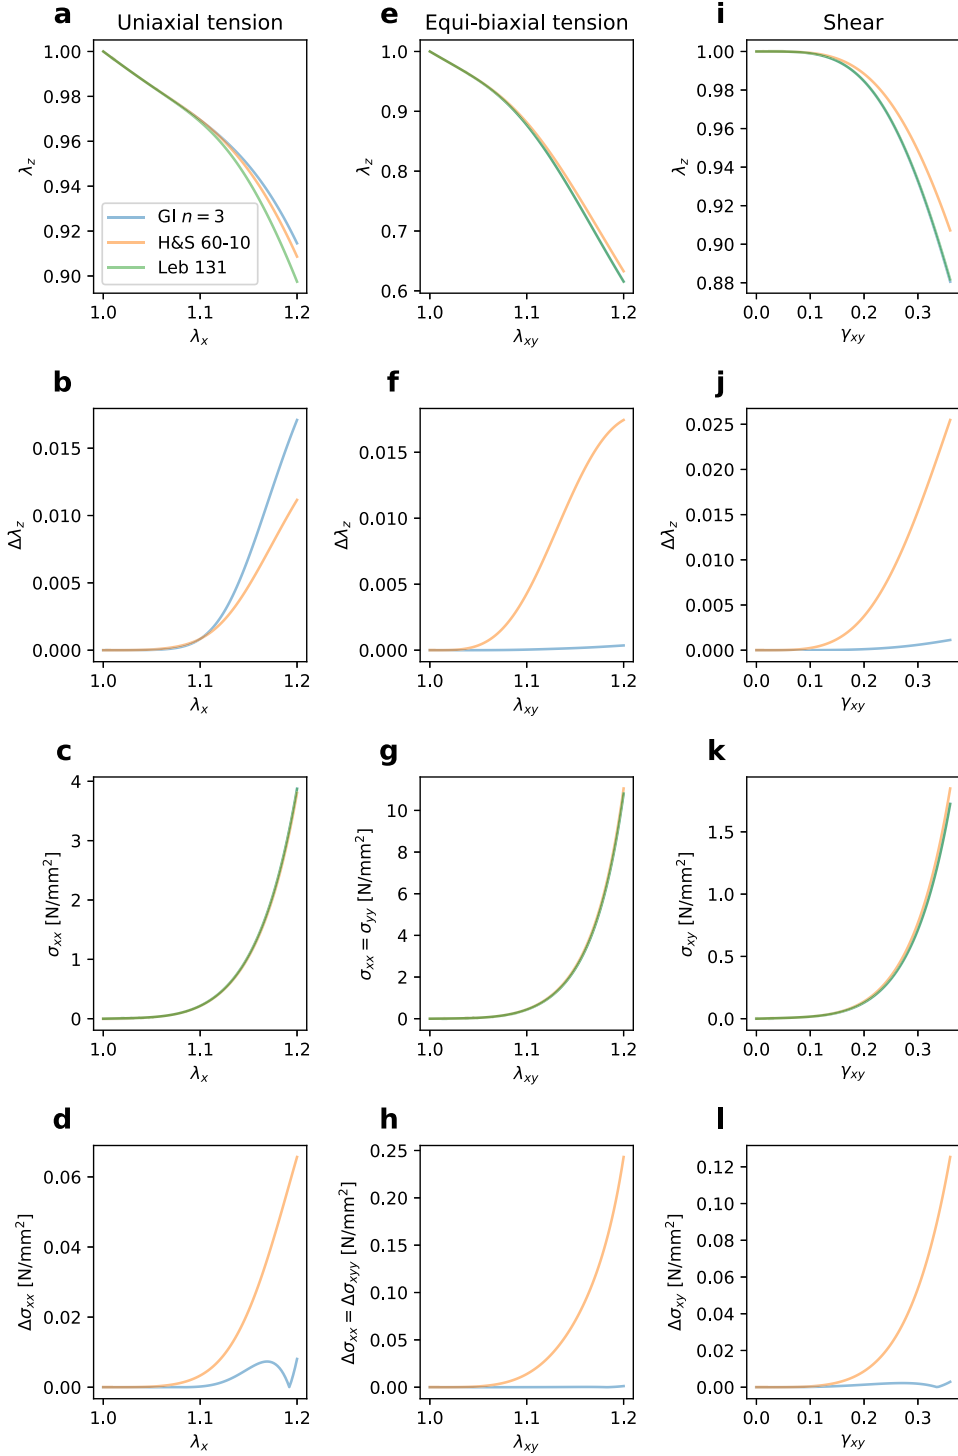 a
Uniaxial tension
1.00
0.98
0.96
0.94
0.92
0.90
λz
GI n = 3
H&S 60-10
Leb 131
1.0
1.1
1.2
λx
e
Equi-biaxial tension
1.0
0.9
0.8
0.7
0.6
λz
1.0
1.1
1.2
λxy
i
Shear
1.00
0.98
0.96
0.94
0.92
0.90
0.88
λz
0.0
0.1
0.2
0.3
γxy
b
0.015
0.010
0.005
0.000
Δλz
1.0
1.1
1.2
λx
f
0.015
0.010
0.005
0.000
Δλz
1.0
1.1
1.2
λxy
j
0.025
0.020
0.015
0.010
0.005
0.000
Δλz
0.0
0.1
0.2
0.3
γxy
c
4
3
2
1
0
σxx [N/mm²]
1.0
1.1
1.2
λx
g
10
8
6
4
2
0
σxx = σyy [N/mm²]
1.0
1.1
1.2
λxy
k
1.5
1.0
0.5
0.0
σxy [N/mm²]
0.0
0.1
0.2
0.3
γxy
d
0.06
0.04
0.02
0.00
Δσxx [N/mm²]
1.0
1.1
1.2
λx
h
0.25
0.20
0.15
0.10
0.05
0.00
Δσxx = Δσxyy [N/mm²]
1.0
1.1
1.2
λxy
l
0.12
0.10
0.08
0.06
0.04
0.02
0.00
Δσxy [N/mm²]
0.0
0.1
0.2
0.3
γxy